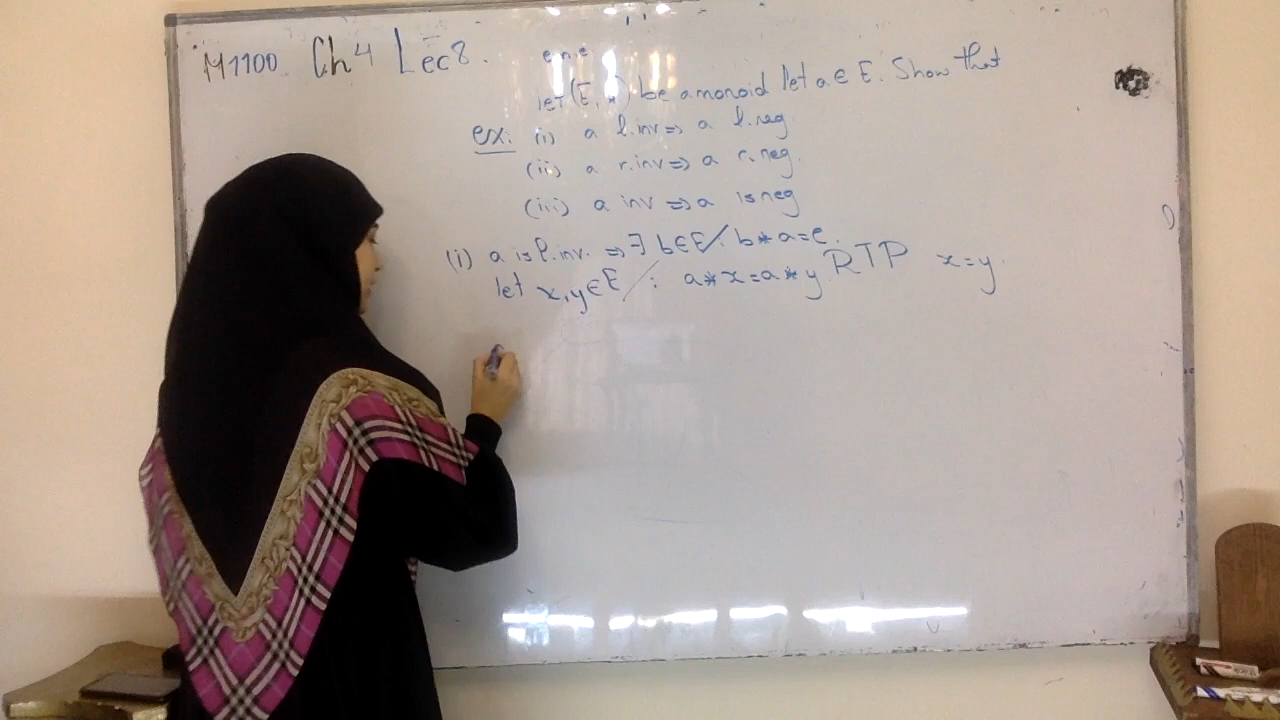 M1100 Ch4 Lec8.
e.n.e
let (E, *) be a monoid let a ∈ E. Show that
ex: (i) a l.inv => a l.reg
(ii) a r.inv => a r.reg.
(iii) a inv => a is reg
(i) a is l.inv. => ∃ b∈E/: b*a=e.
let x,y∈E/: a*x=a*y RTP x=y.